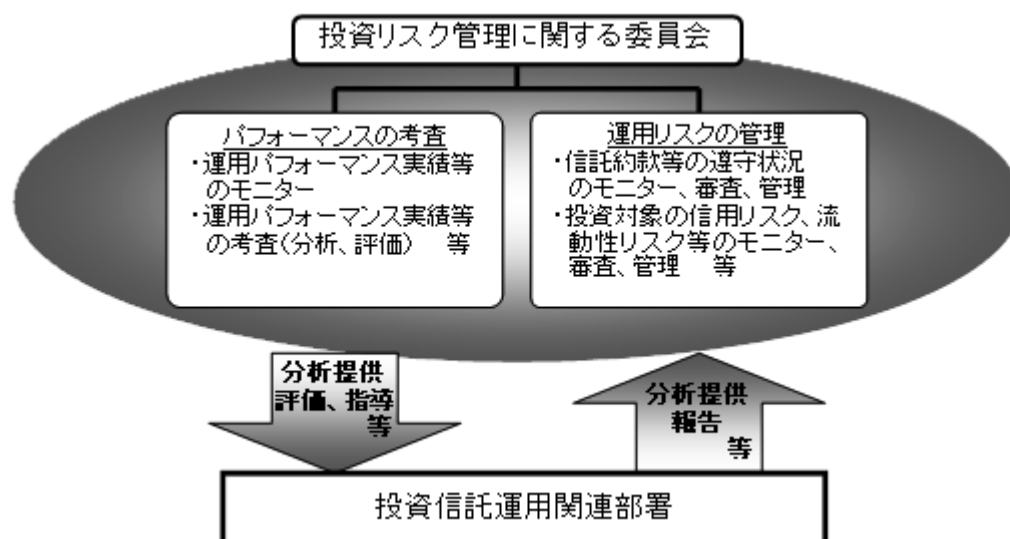 投資リスク管理に関する委員会
パフォーマンスの考査
・運用パフォーマンス実績等
のモニター
・運用パフォーマンス実績等
の考査(分析、評価) 等
運用リスクの管理
・信託約款等の遵守状況
のモニター、審査、管理
・投資対象の信用リスク、流
動性リスク等のモニター、
審査、管理 等
分析提供
評価、指導
等
分析提供
報告
等
投資信託運用関連部署